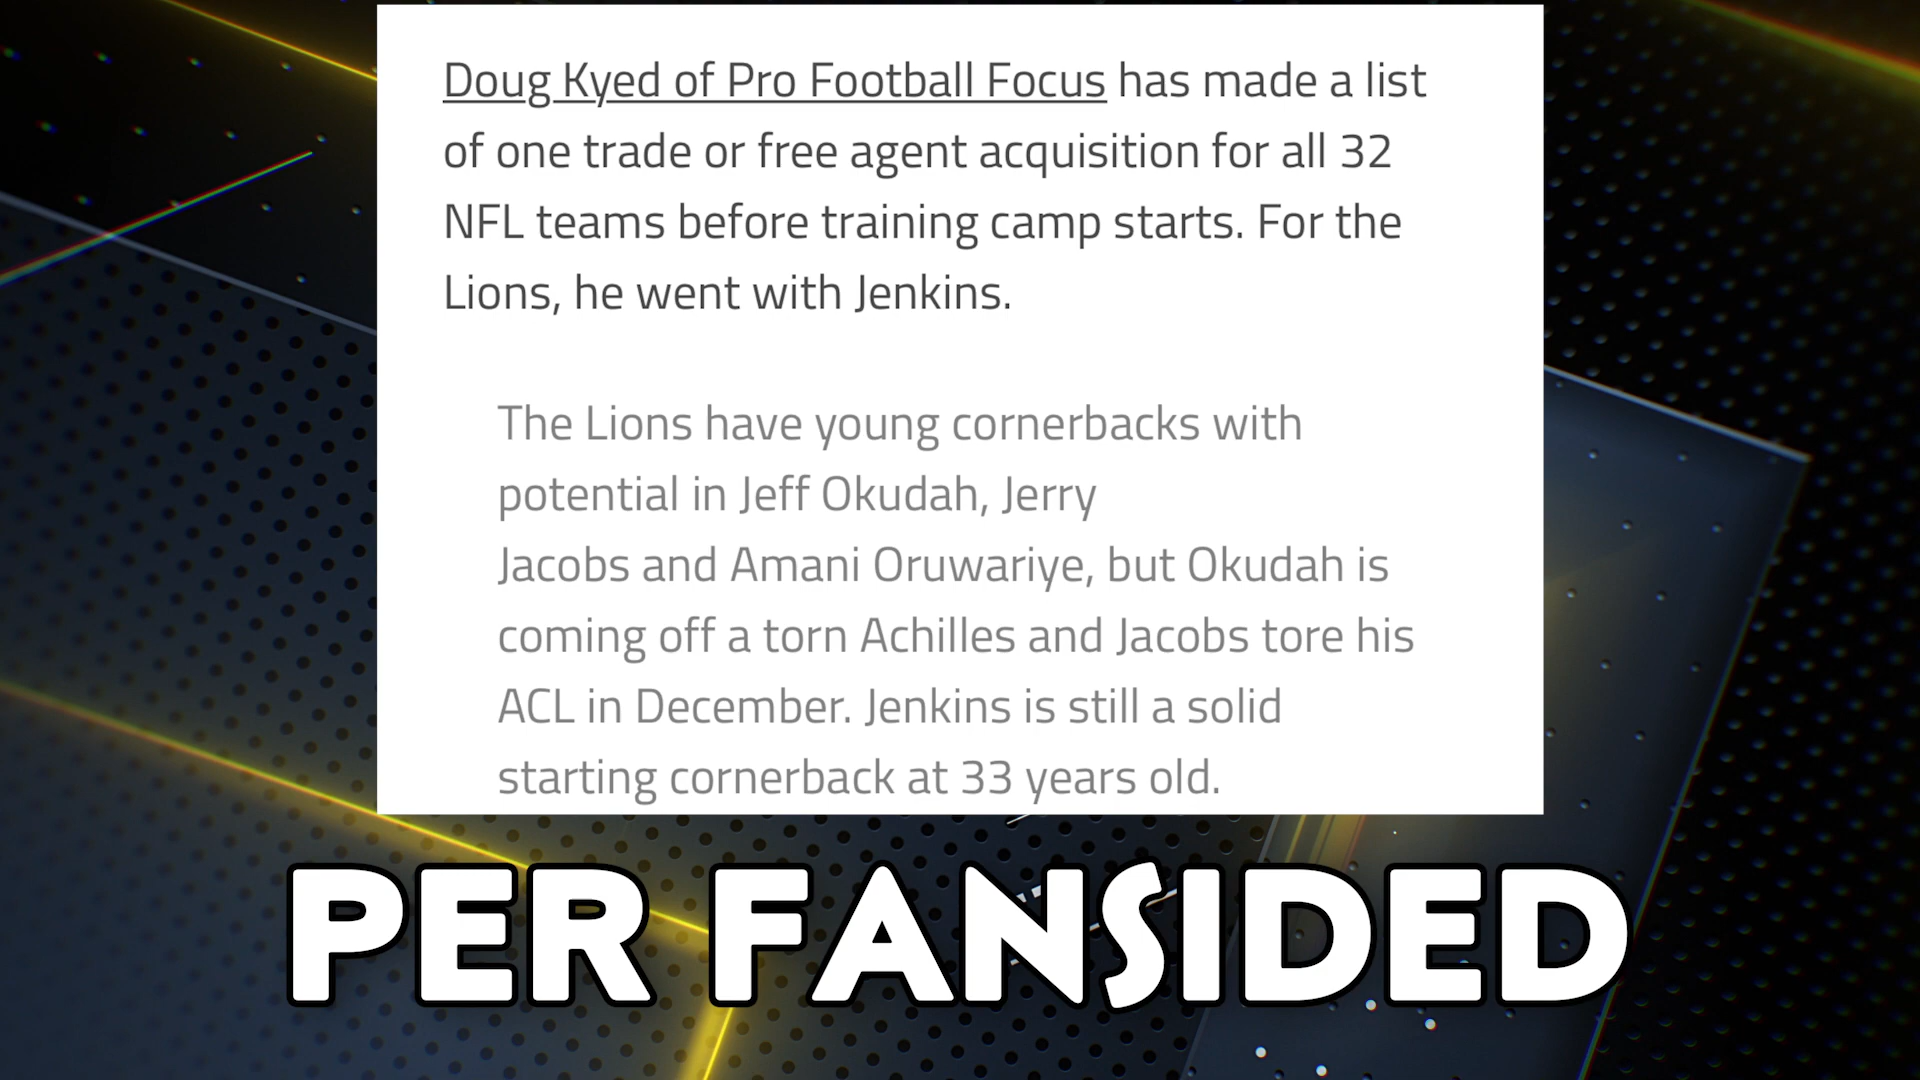 Doug Kyed of Pro Football Focus has made a list
of one trade or free agent acquisition for all 32
NFL teams before training camp starts. For the
Lions, he went with Jenkins.
The Lions have young cornerbacks with
potential in Jeff Okudah, Jerry
Jacobs and Amani Oruwariye, but Okudah is
coming off a torn Achilles and Jacobs tore his
ACL in December. Jenkins is still a solid
starting cornerback at 33 years old.
PER FANSIDED